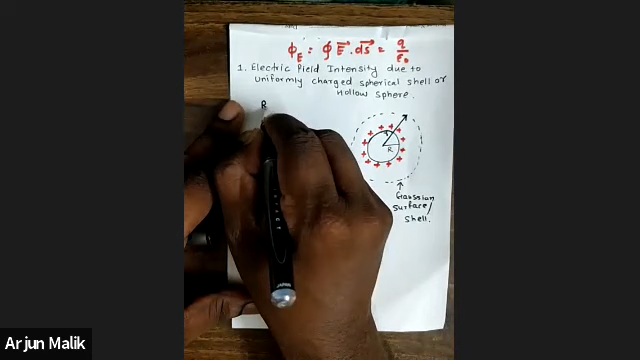 ΦE = ∮ E⃗ . ds⃗ = q/ε₀
1. Electric Field Intensity due to
uniformly charged spherical shell or
Hollow sphere.
R
R
Gaussian
Surface/
Shell.
JAPAN
Arjun Malik